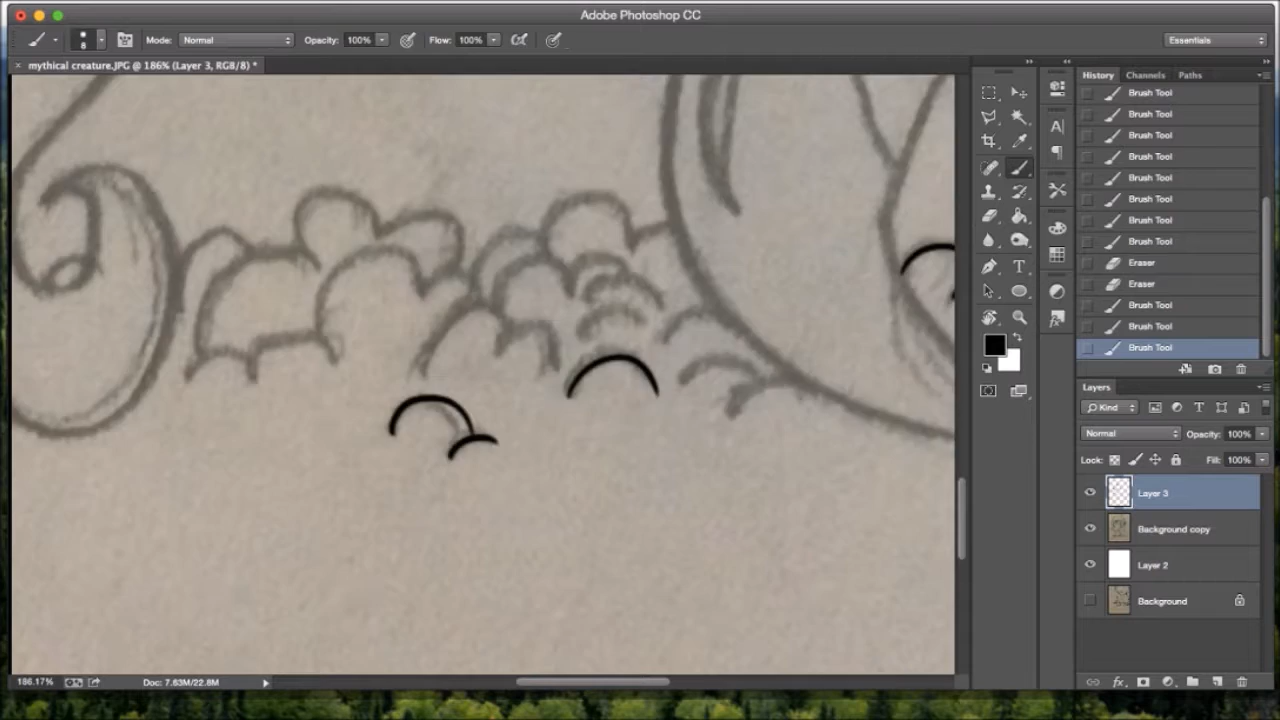 Adobe Photoshop CC
8
Mode: Normal Opacity: 100% Flow: 100% Essentials
× mythical creature.JPG @ 186% (Layer 3, RGB/8) *
History Channels Paths
Brush Tool
Brush Tool
Brush Tool
Brush Tool
Brush Tool
Brush Tool
Brush Tool
Brush Tool
Eraser
Eraser
Brush Tool
Brush Tool
Brush Tool
Layers
Kind
Normal Opacity: 100%
Lock: Fill: 100%
Layer 3
Background copy
Layer 2
Background
186.17% Doc: 7.63M/22.8M